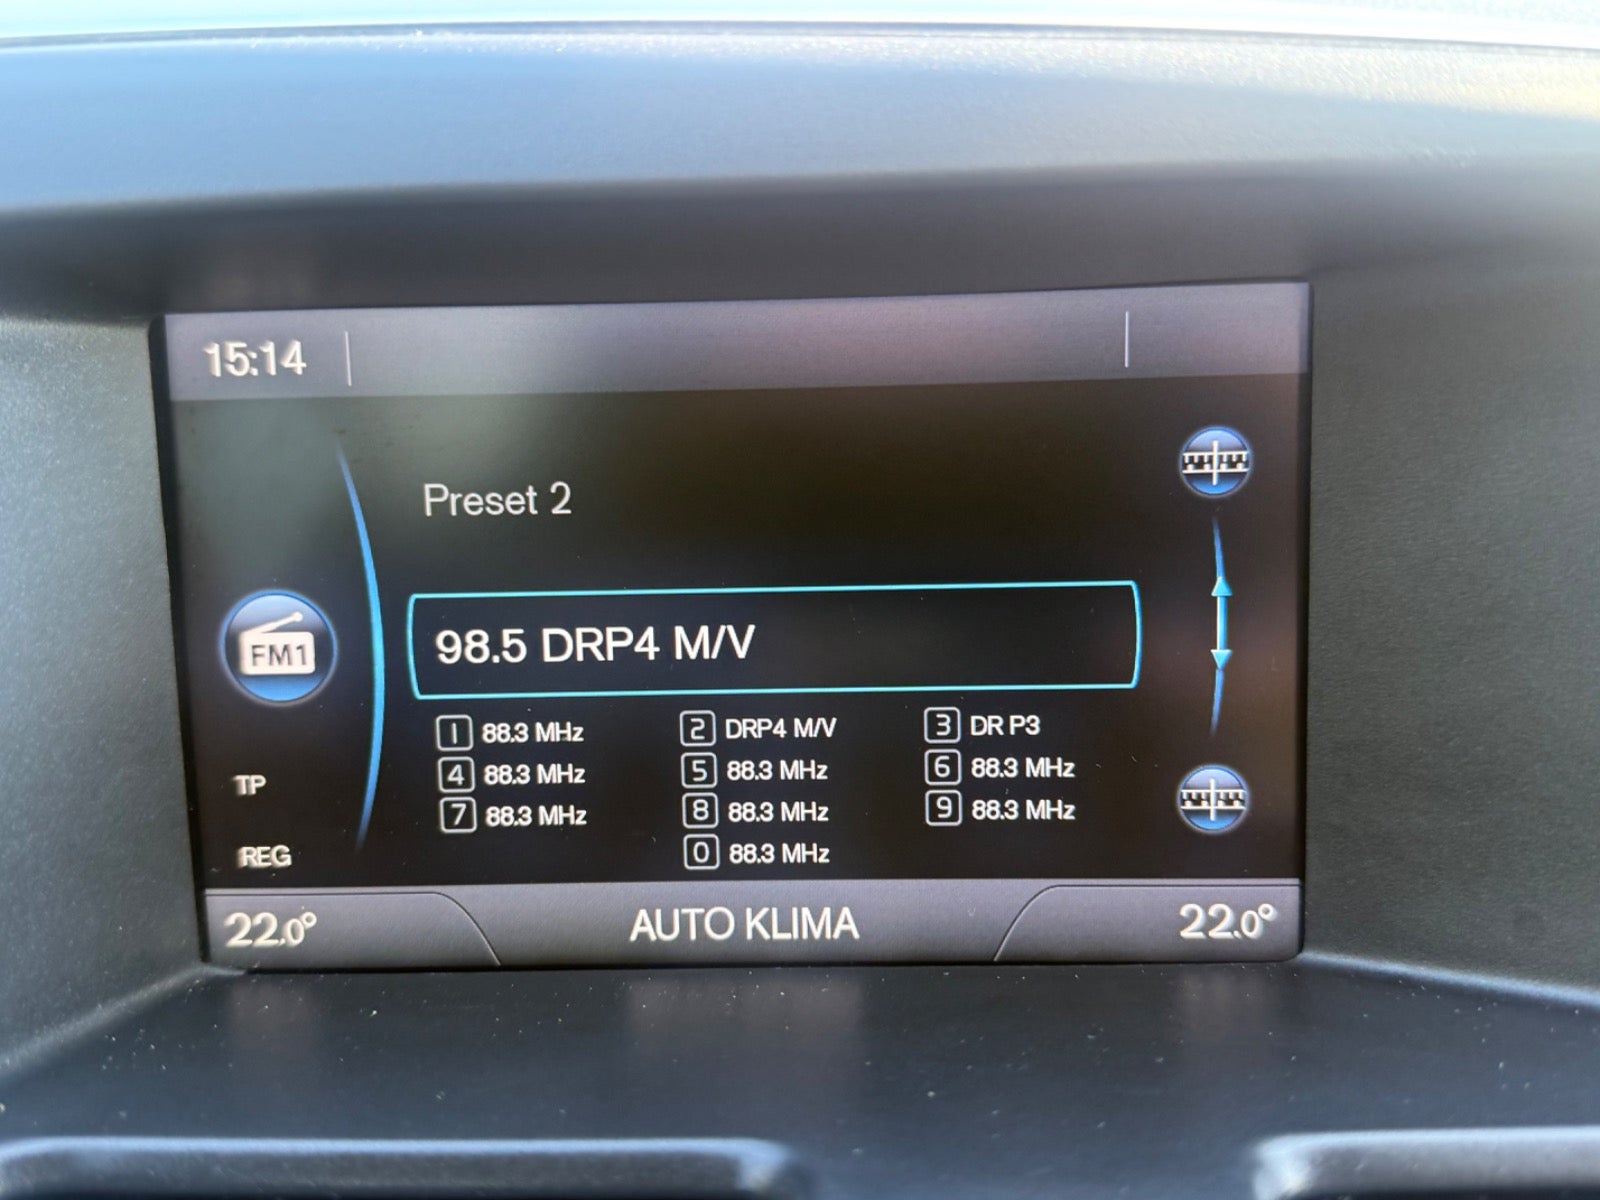 15:14
Preset 2
FM1
98.5 DRP4 M/V
1 88.3 MHz 2 DRP4 M/V 3 DR P3
4 88.3 MHz 5 88.3 MHz 6 88.3 MHz
7 88.3 MHz 8 88.3 MHz 9 88.3 MHz
0 88.3 MHz
TP
REG
22.0° AUTO KLIMA 22.0°